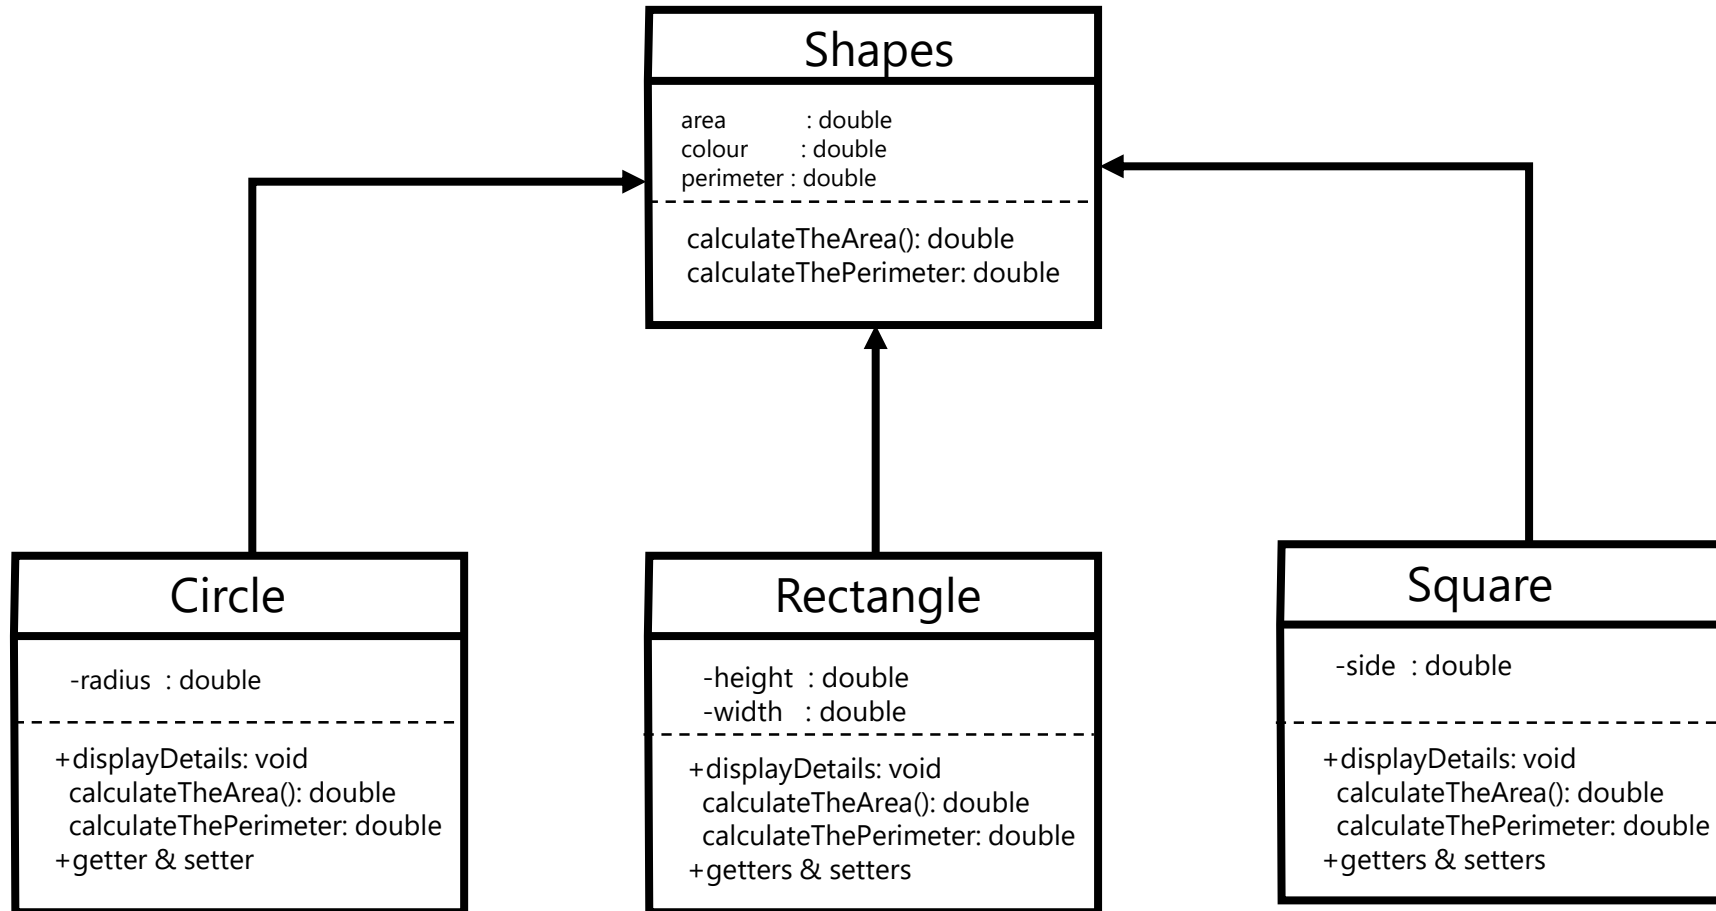 Shapes
area : double
colour : double
perimeter : double
calculateTheArea(): double
calculateThePerimeter: double
Circle
-radius : double
+displayDetails: void
calculateTheArea(): double
calculateThePerimeter: double
+getter & setter
Rectangle
-height : double
-width : double
+displayDetails: void
calculateTheArea(): double
calculateThePerimeter: double
+getters & setters
Square
-side : double
+displayDetails: void
calculateTheArea(): double
calculateThePerimeter: double
+getters & setters